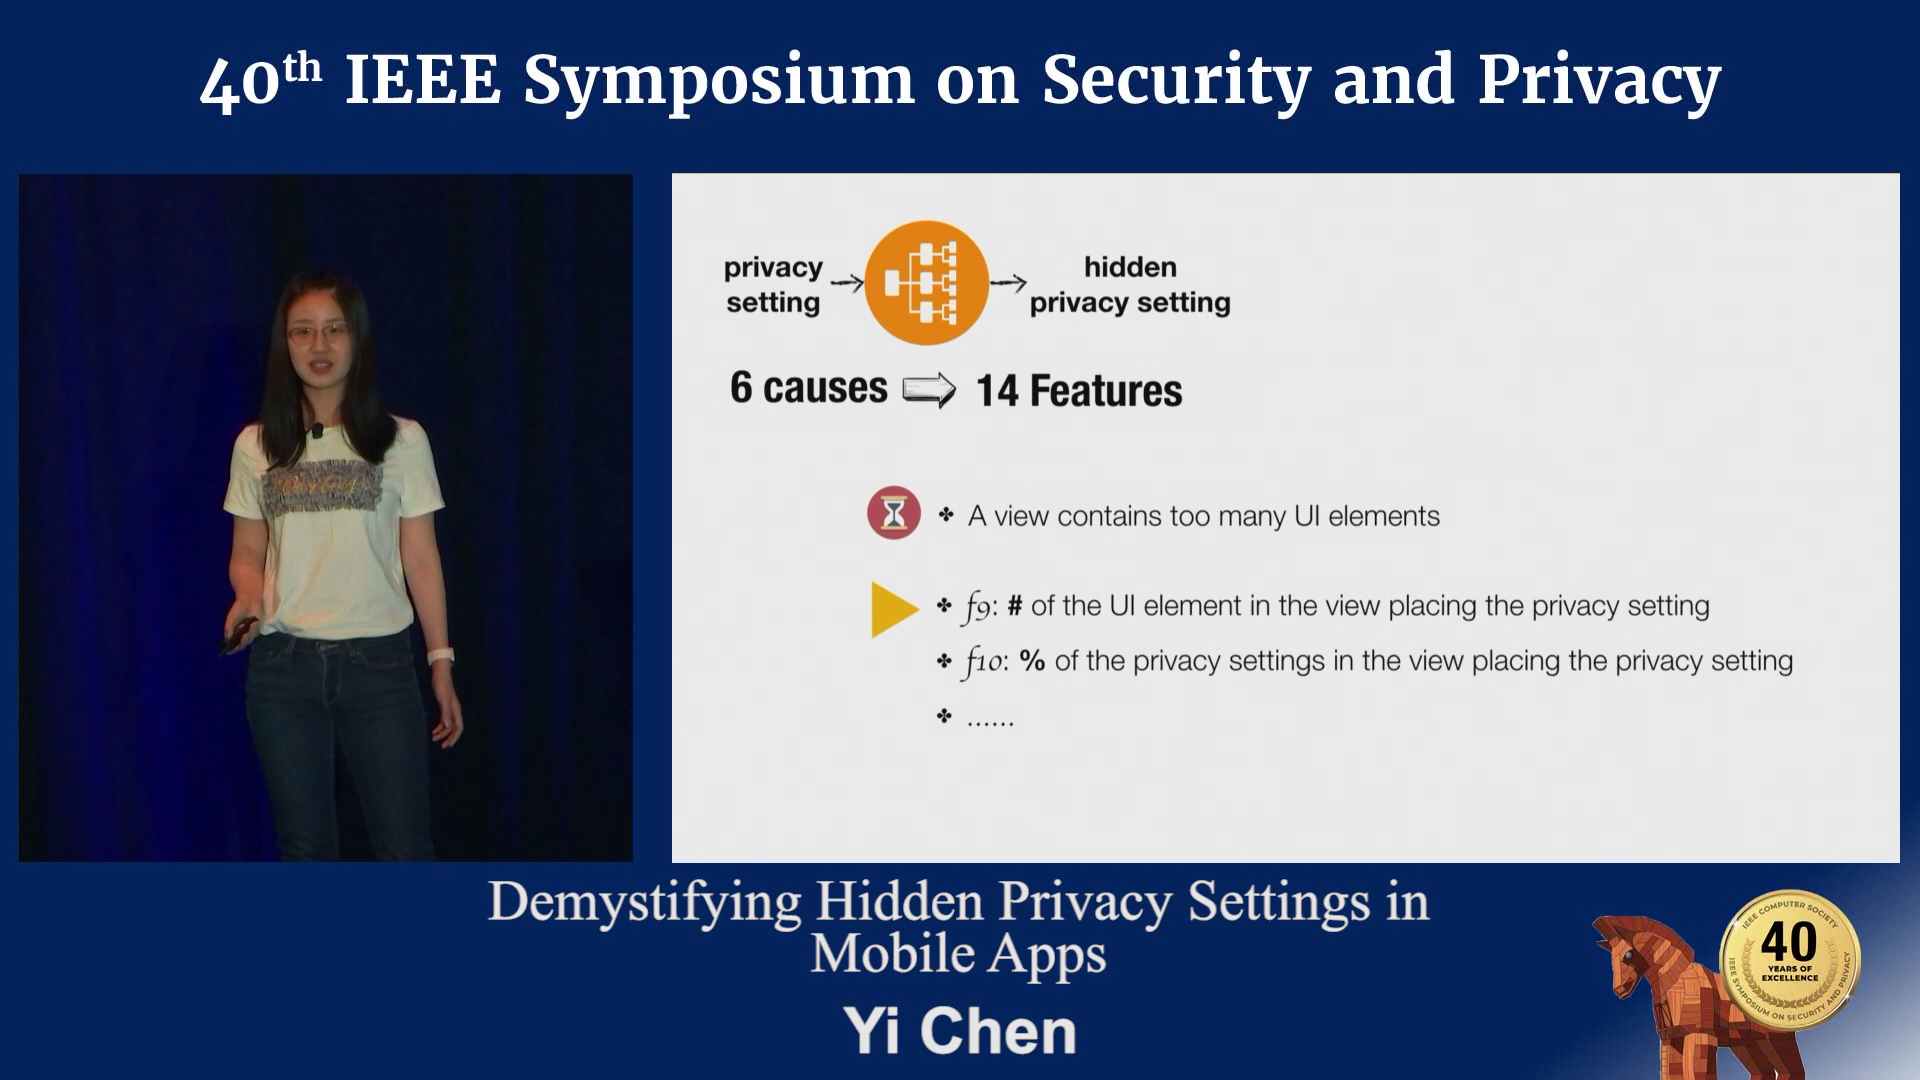 40th IEEE Symposium on Security and Privacy
privacy
setting
hidden
privacy setting
6 causes
14 Features
A view contains too many UI elements
f9: # of the UI element in the view placing the privacy setting
f10: % of the privacy settings in the view placing the privacy setting
......
Demystifying Hidden Privacy Settings in
Mobile Apps
Yi Chen
IEEE COMPUTER SOCIETY
40
YEARS OF
EXCELLENCE
IEEE SYMPOSIUM ON SECURITY AND PRIVACY